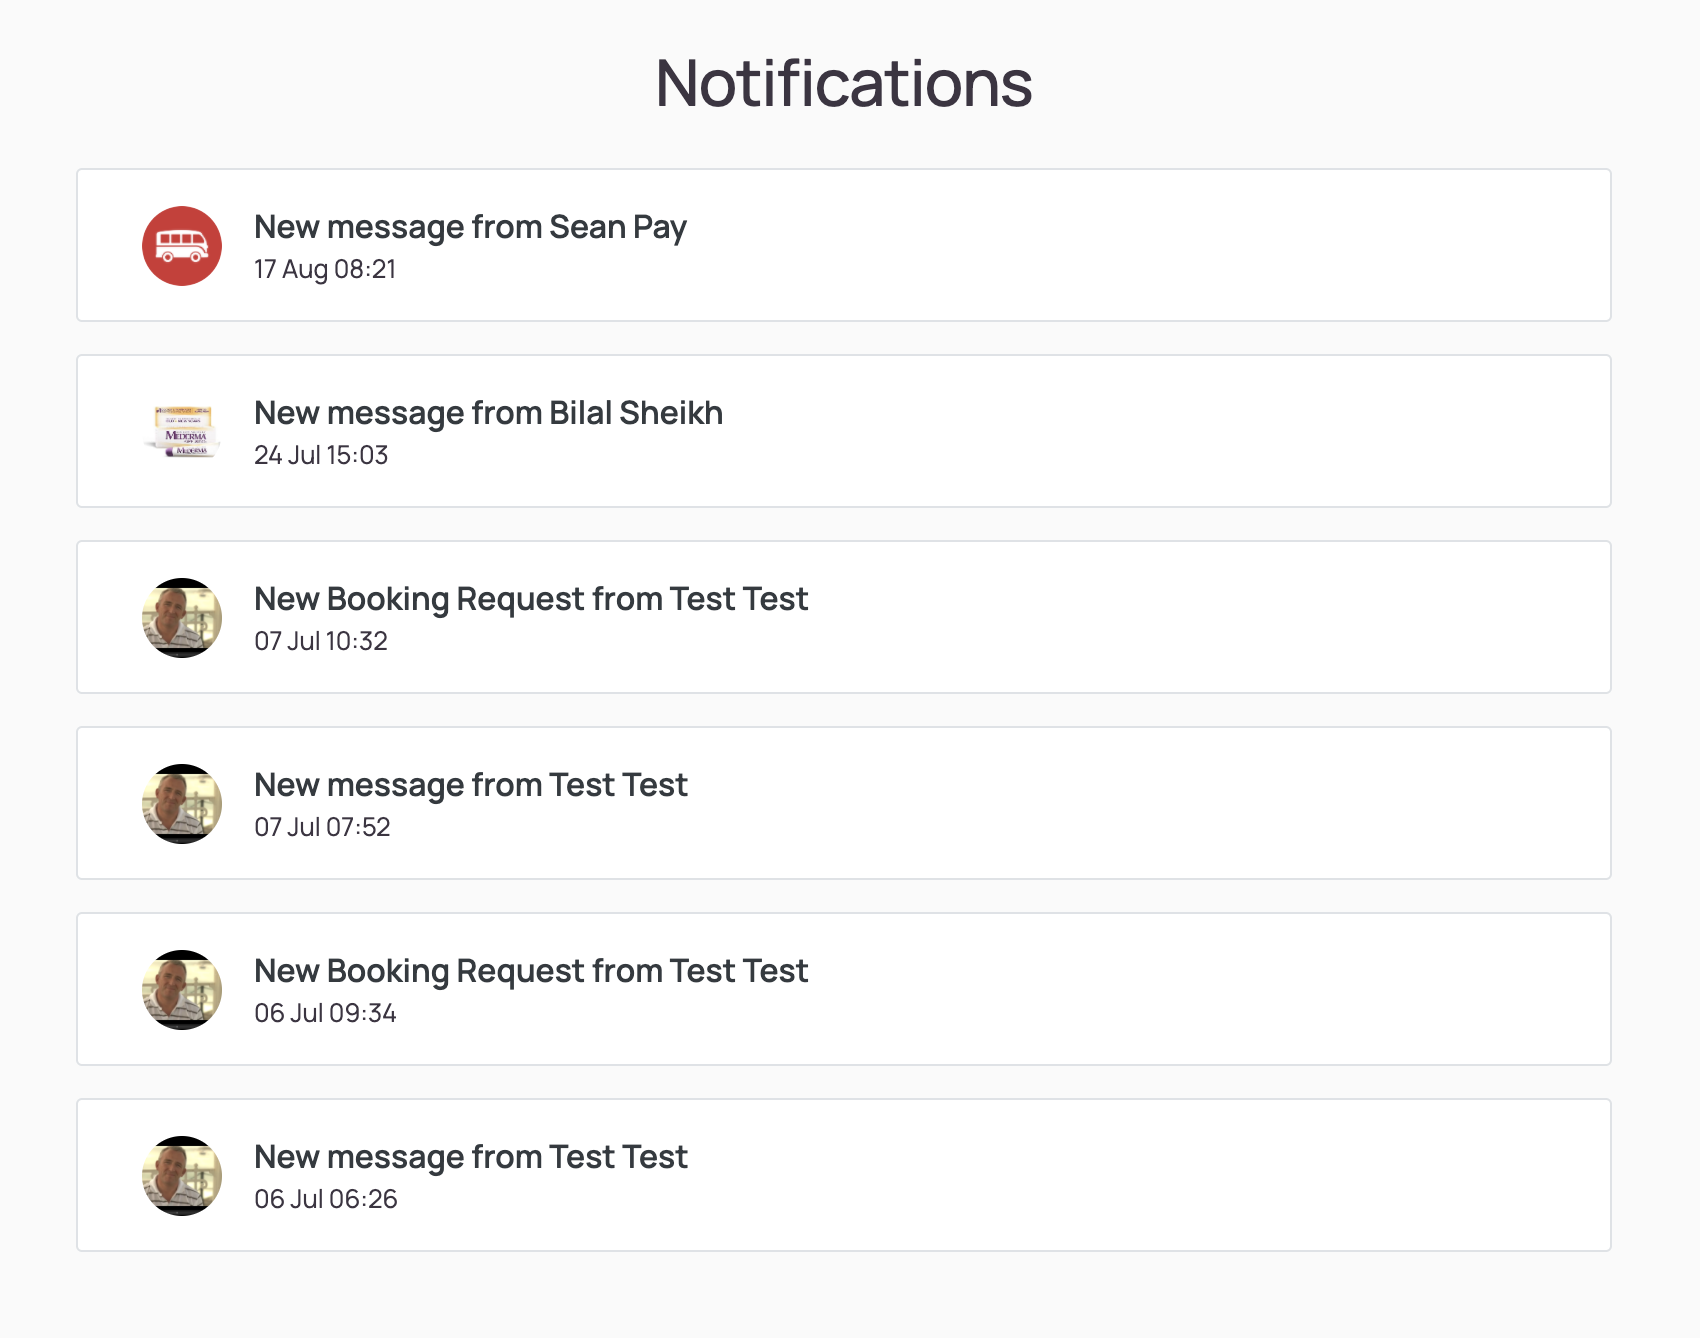 Notifications
New message from Sean Pay
17 Aug 08:21
New message from Bilal Sheikh
24 Jul 15:03
MEDERMA
MEDERMA
New Booking Request from Test Test
07 Jul 10:32
New message from Test Test
07 Jul 07:52
New Booking Request from Test Test
06 Jul 09:34
New message from Test Test
06 Jul 06:26